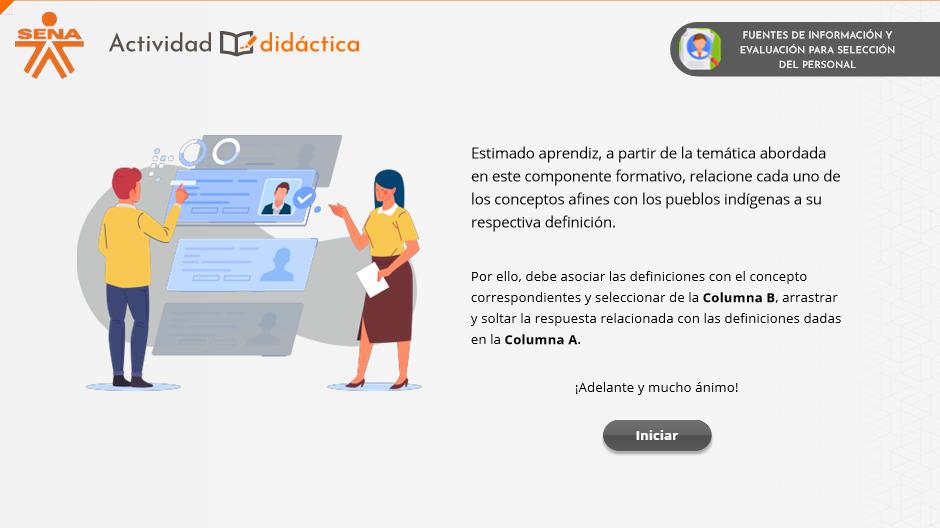 SENA
Actividad didáctica
FUENTES DE INFORMACIÓN Y
EVALUACIÓN PARA SELECCIÓN
DEL PERSONAL
Estimado aprendiz, a partir de la temática abordada
en este componente formativo, relacione cada uno de
los conceptos afines con los pueblos indígenas a su
respectiva definición.
Por ello, debe asociar las definiciones con el concepto
correspondientes y seleccionar de la Columna B, arrastrar
y soltar la respuesta relacionada con las definiciones dadas
en la Columna A.
¡Adelante y mucho ánimo!
Iniciar